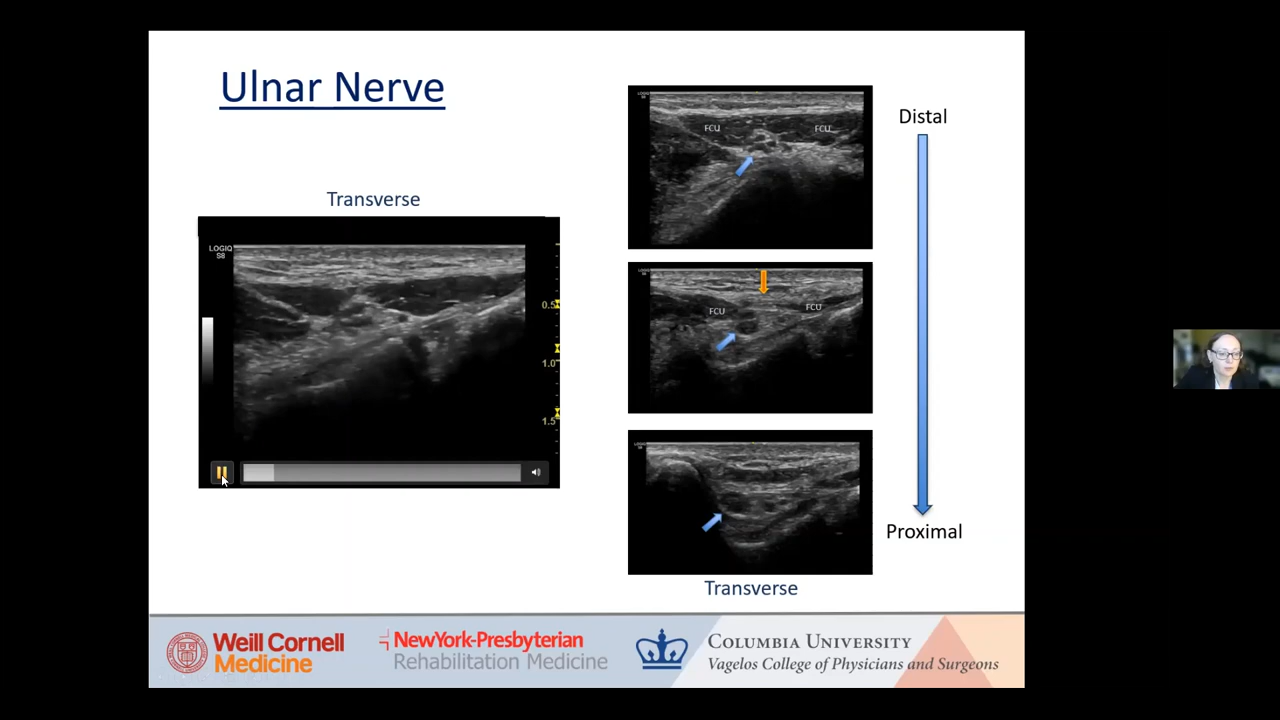 Ulnar Nerve
Transverse
LOGIQ
S8
0.5
1.0
1.5
FCU
FCU
FCU
FCU
Distal
Proximal
Transverse
Weill Cornell
Medicine
NewYork-Presbyterian
Rehabilitation Medicine
COLUMBIA UNIVERSITY
Vagelos College of Physicians and Surgeons